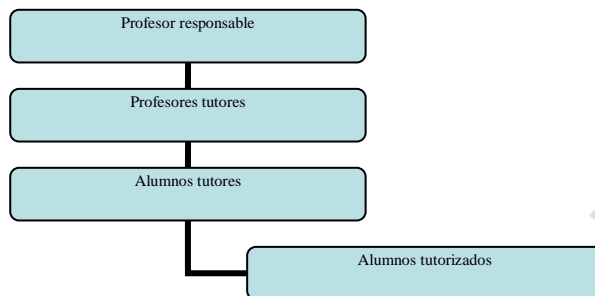 Profesor responsable
Profesores tutores
Alumnos tutores
Alumnos tutorizados